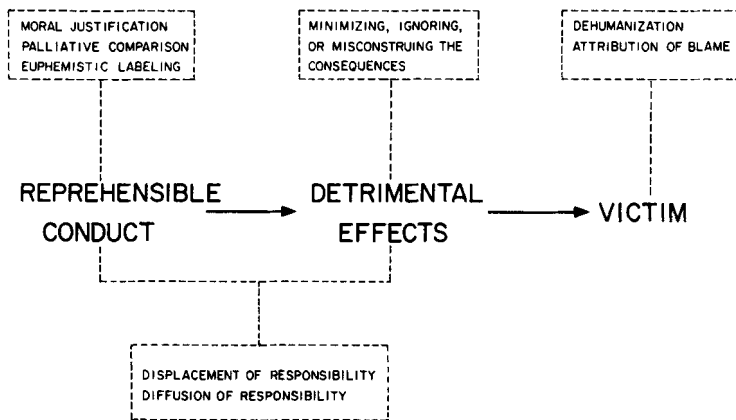 MORAL JUSTIFICATION
PALLIATIVE COMPARISON
EUPHEMISTIC LABELING
MINIMIZING, IGNORING,
OR MISCONSTRUING THE
CONSEQUENCES
DEHUMANIZATION
ATTRIBUTION OF BLAME
REPREHENSIBLE
CONDUCT
DETRIMENTAL
EFFECTS
VICTIM
DISPLACEMENT OF RESPONSIBILITY
DIFFUSION OF RESPONSIBILITY